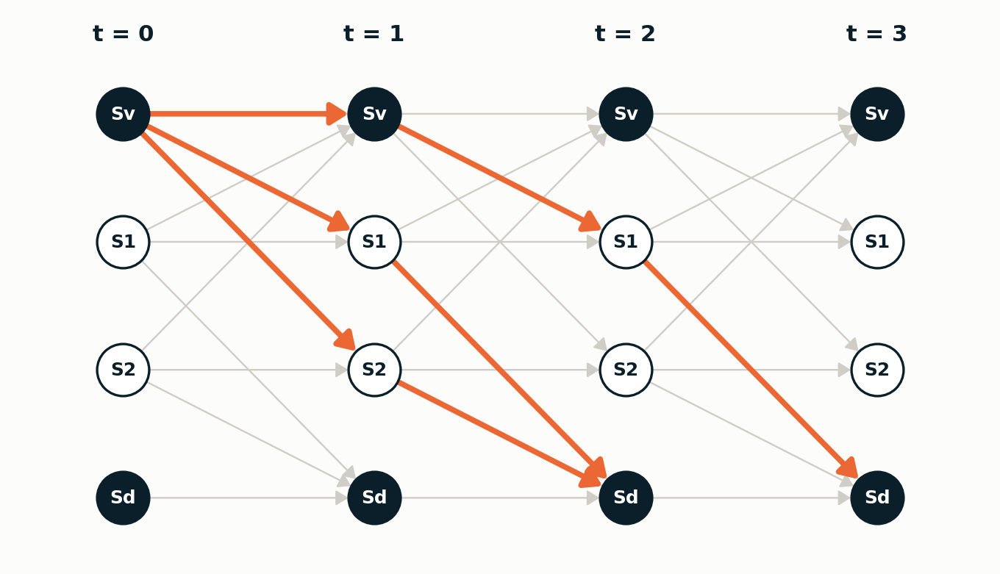 t = 0 t = 1 t = 2 t = 3
Sv Sv Sv Sv
S1 S1 S1 S1
S2 S2 S2 S2
Sd Sd Sd Sd